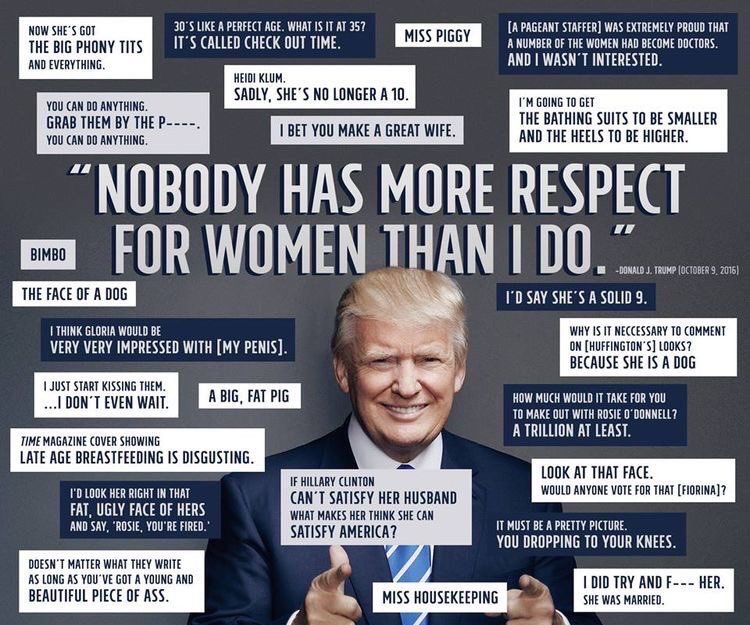 NOW SHE'S GOT
THE BIG PHONY TITS
AND EVERYTHING.
30'S LIKE A PERFECT AGE. WHAT IS IT AT 35?
IT'S CALLED CHECK OUT TIME.
MISS PIGGY
[A PAGEANT STAFFER] WAS EXTREMELY PROUD THAT
A NUMBER OF THE WOMEN HAD BECOME DOCTORS.
AND I WASN'T INTERESTED.
HEIDI KLUM.
SADLY, SHE'S NO LONGER A 10.
YOU CAN DO ANYTHING.
GRAB THEM BY THE P----.
YOU CAN DO ANYTHING.
I BET YOU MAKE A GREAT WIFE.
I'M GOING TO GET
THE BATHING SUITS TO BE SMALLER
AND THE HEELS TO BE HIGHER.
"NOBODY HAS MORE RESPECT
FOR WOMEN THAN I DO."
-DONALD J. TRUMP (OCTOBER 9, 2016)
BIMBO
THE FACE OF A DOG
I'D SAY SHE'S A SOLID 9.
I THINK GLORIA WOULD BE
VERY VERY IMPRESSED WITH [MY PENIS].
WHY IS IT NECCESSARY TO COMMENT
ON [HUFFINGTON'S] LOOKS?
BECAUSE SHE IS A DOG
I JUST START KISSING THEM.
...I DON'T EVEN WAIT.
A BIG, FAT PIG
HOW MUCH WOULD IT TAKE FOR YOU
TO MAKE OUT WITH ROSIE O'DONNELL?
A TRILLION AT LEAST.
TIME MAGAZINE COVER SHOWING
LATE AGE BREASTFEEDING IS DISGUSTING.
IF HILLARY CLINTON
CAN'T SATISFY HER HUSBAND
WHAT MAKES HER THINK SHE CAN
SATISFY AMERICA?
LOOK AT THAT FACE.
WOULD ANYONE VOTE FOR THAT [FIORINA]?
I'D LOOK HER RIGHT IN THAT
FAT, UGLY FACE OF HERS
AND SAY, 'ROSIE, YOU'RE FIRED.'
IT MUST BE A PRETTY PICTURE.
YOU DROPPING TO YOUR KNEES.
DOESN'T MATTER WHAT THEY WRITE
AS LONG AS YOU'VE GOT A YOUNG AND
BEAUTIFUL PIECE OF ASS.
MISS HOUSEKEEPING
I DID TRY AND F--- HER.
SHE WAS MARRIED.